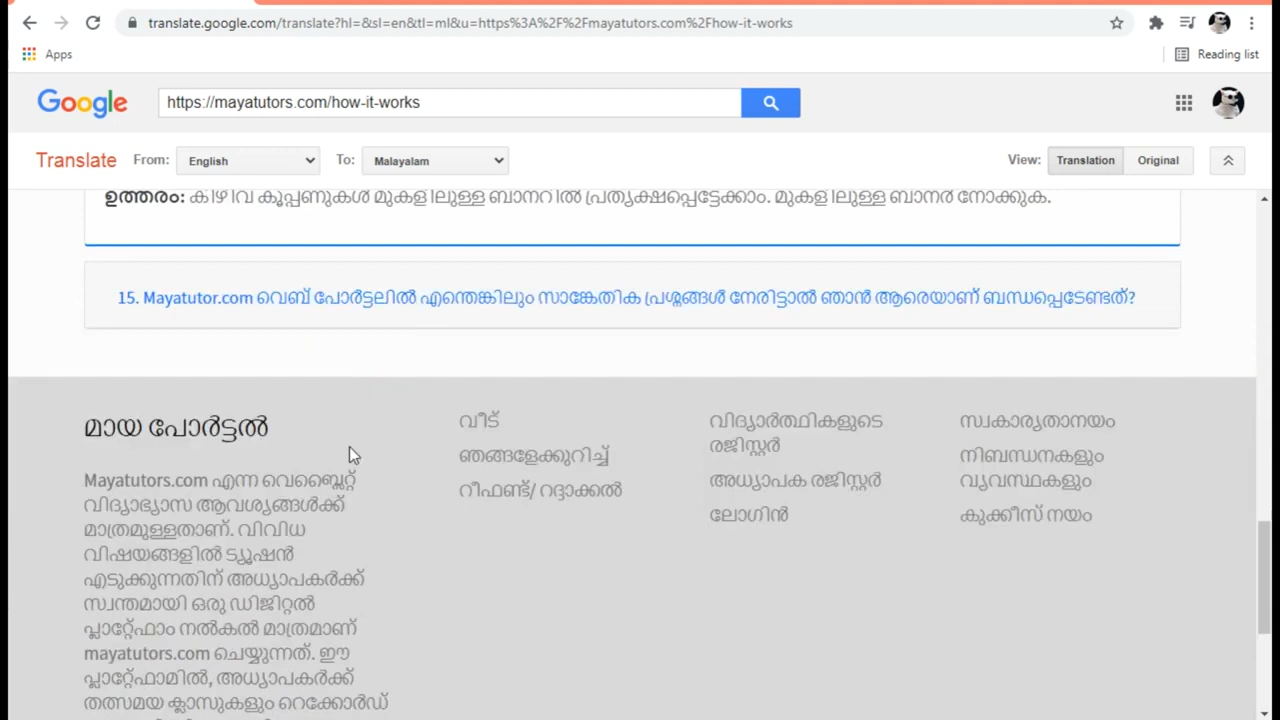 translate.google.com/translate?hl=&sl=en&tl=ml&u=https%3A%2F%2Fmayatutors.com%2Fhow-it-works
Apps
Reading list
Google
https://mayatutors.com/how-it-works
Translate From: English To: Malayalam View: Translation Original
ഉത്തരം: കിഴിവ് കൂപ്പണുകൾ മുകളിലുള്ള ബാനറിൽ പ്രത്യക്ഷപ്പെട്ടേക്കാം. മുകളിലുള്ള ബാനർ നോക്കുക.
15. Mayatutor.com വെബ് പോർട്ടലിൽ എന്തെങ്കിലും സാങ്കേതിക പ്രശ്നങ്ങൾ നേരിട്ടാൽ ഞാൻ ആരെയാണ് ബന്ധപ്പെടേണ്ടത്?
മായ പോർട്ടൽ
Mayatutors.com എന്ന വെബ്സൈറ്റ്
വിദ്യാഭ്യാസ ആവശ്യങ്ങൾക്ക്
മാത്രമുള്ളതാണ്. വിവിധ
വിഷയങ്ങളിൽ ട്യൂഷൻ
എടുക്കുന്നതിന് അധ്യാപകർക്ക്
സ്വന്തമായി ഒരു ഡിജിറ്റൽ
പ്ലാറ്റ്ഫോം നൽകൽ മാത്രമാണ്
mayatutors.com ചെയ്യുന്നത്. ഈ
പ്ലാറ്റ്ഫോമിൽ, അധ്യാപകർക്ക്
തത്സമയ ക്ലാസുകളും റെക്കോർഡ്
വീട്
ഞങ്ങളേക്കുറിച്ച്
റീഫണ്ട്/ റദ്ദാക്കൽ
വിദ്യാർത്ഥികളുടെ
രജിസ്റ്റർ
അധ്യാപക രജിസ്റ്റർ
ലോഗിൻ
സ്വകാര്യതാനയം
നിബന്ധനകളും
വ്യവസ്ഥകളും
കുക്കീസ് നയം